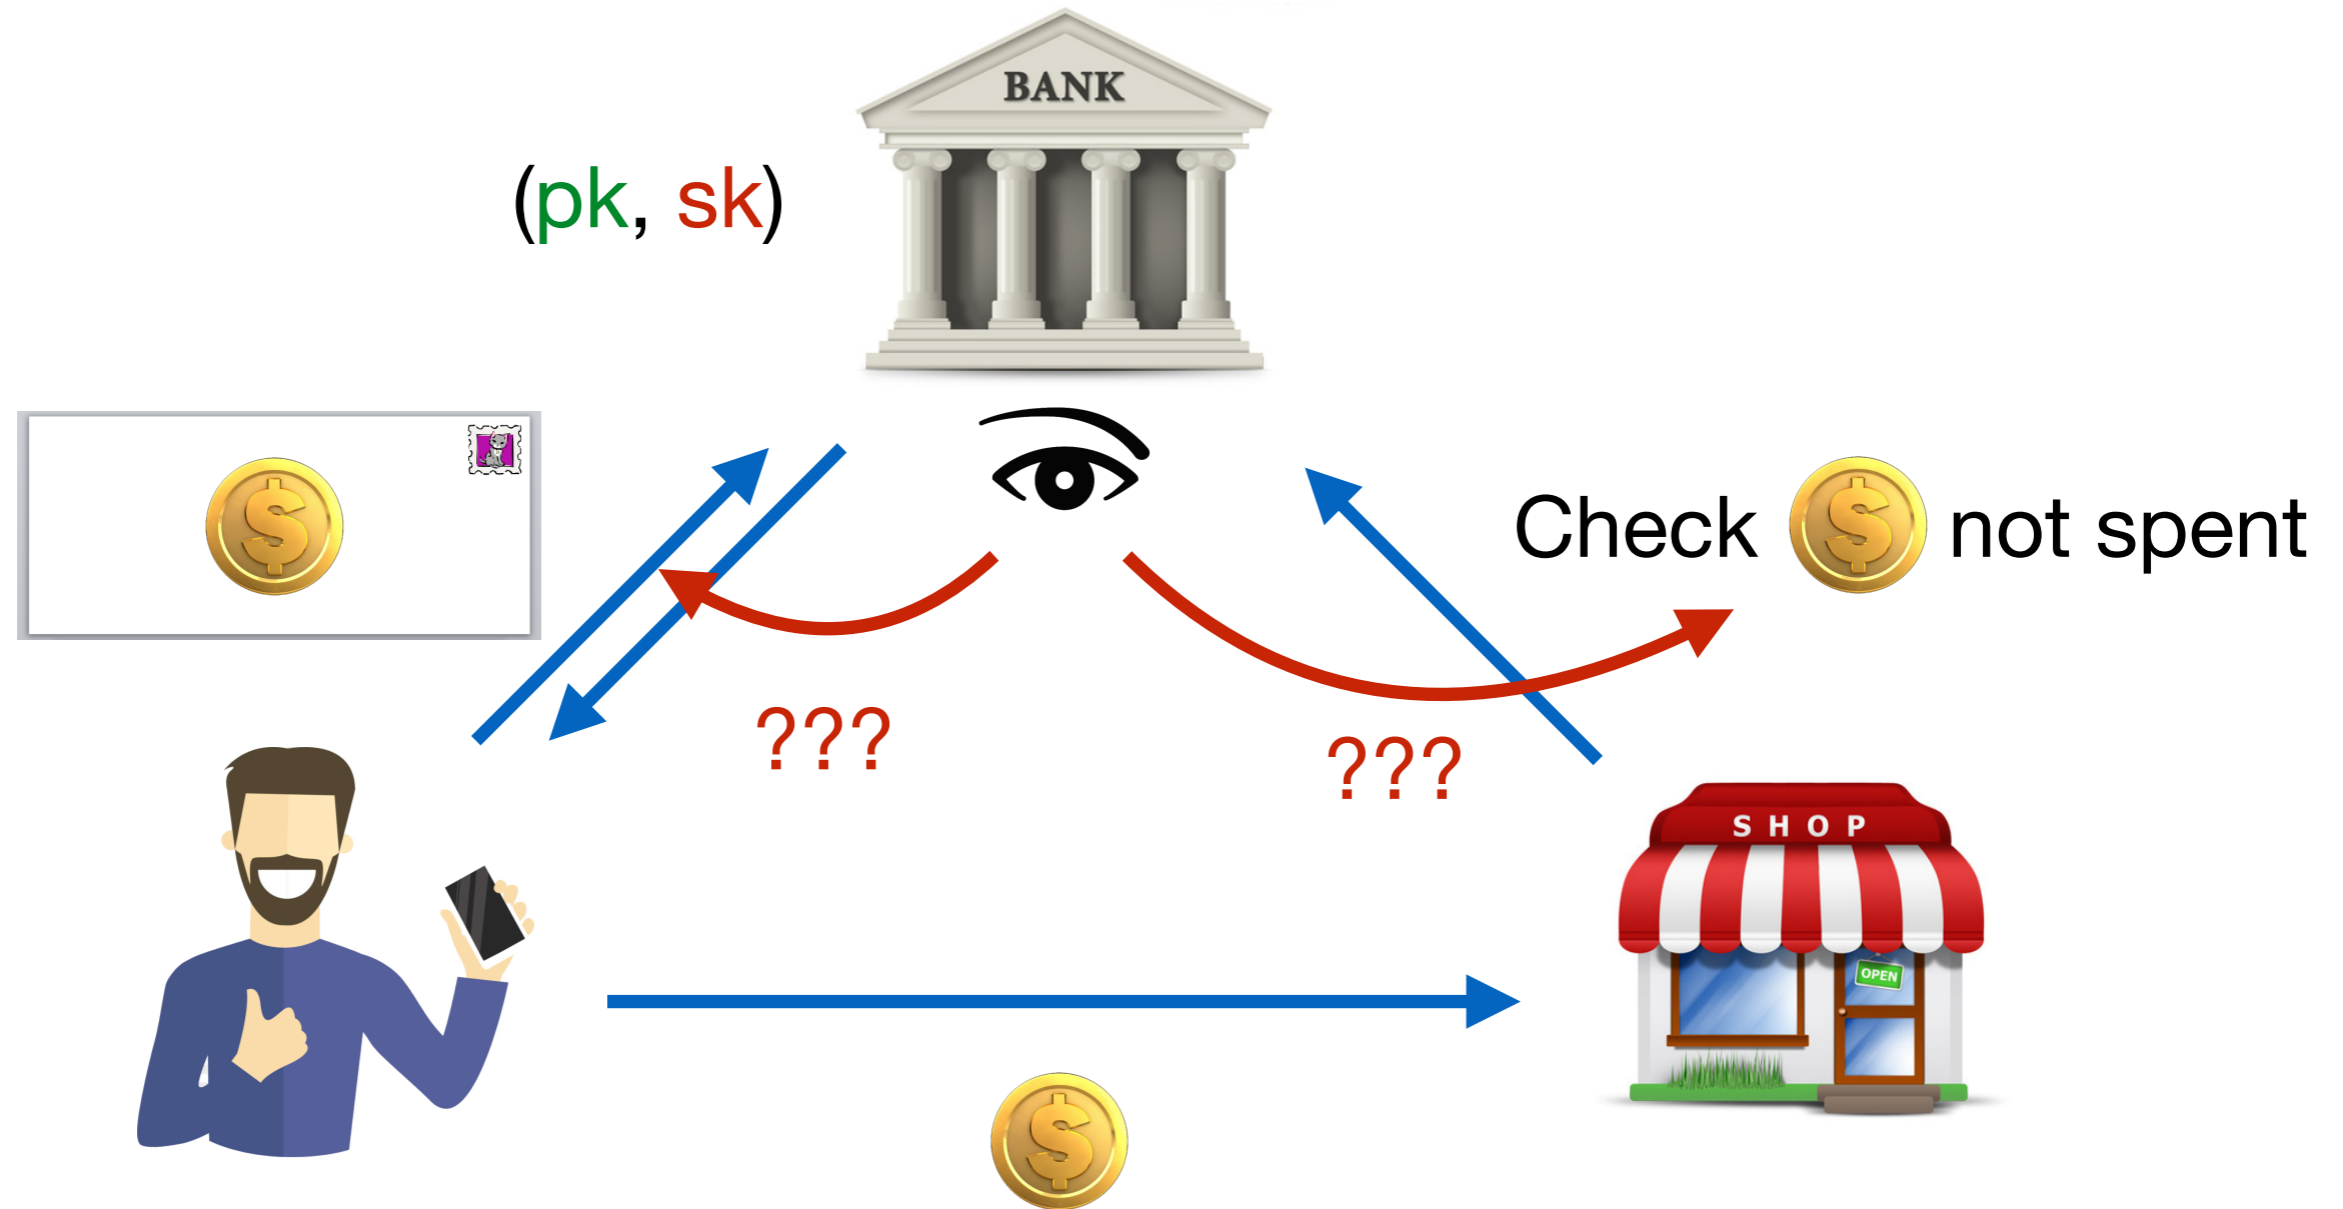 BANK
(pk, sk)
Check not spent
???
???
SHOP
OPEN